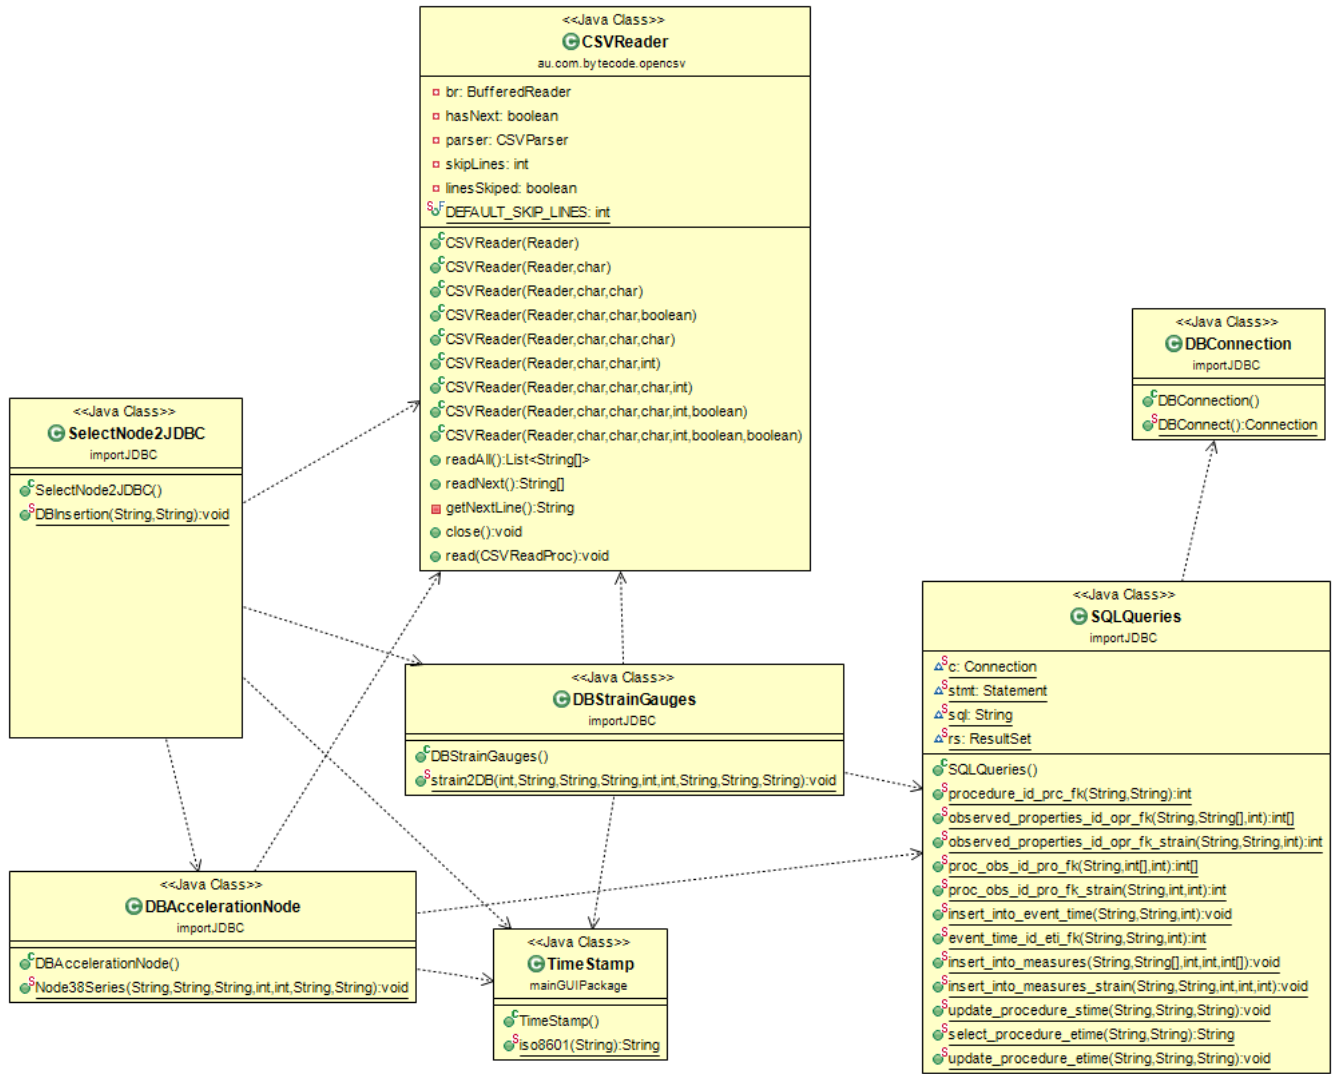 <<Java Class>>
CSVReader
au.com.bytecode.opencsv
br: BufferedReader
hasNext: boolean
parser: CSVParser
skipLines: int
linesSkiped: boolean
DEFAULT_SKIP_LINES: int
CSVReader(Reader)
CSVReader(Reader,char)
CSVReader(Reader,char,char)
CSVReader(Reader,char,char,boolean)
CSVReader(Reader,char,char,char)
CSVReader(Reader,char,char,int)
CSVReader(Reader,char,char,char,int)
CSVReader(Reader,char,char,char,int,boolean)
CSVReader(Reader,char,char,char,int,boolean,boolean)
readAll():List<String[]>
readNext():String[]
getNextLine():String
close():void
read(CSVReadProc):void
<<Java Class>>
DBConnection
importJDBC
DBConnection()
DBConnect():Connection
<<Java Class>>
SelectNode2JDBC
importJDBC
SelectNode2JDBC()
DBInsertion(String,String):void
<<Java Class>>
DBStrainGauges
importJDBC
DBStrainGauges()
strain2DB(int,String,String,String,int,int,String,String,String):void
<<Java Class>>
SQLQueries
importJDBC
c: Connection
stmt: Statement
sql: String
rs: ResultSet
SQLQueries()
procedure_id_prc_fk(String,String):int
observed_properties_id_opr_fk(String,String[],int):int[]
observed_properties_id_opr_fk_strain(String,String,int):int
proc_obs_id_pro_fk(String,int[],int):int[]
proc_obs_id_pro_fk_strain(String,int,int):int
insert_into_event_time(String,String,int):void
event_time_id_eti_fk(String,String,int):int
insert_into_measures(String,String[],int,int,int[]):void
insert_into_measures_strain(String,String,int,int,int):void
update_procedure_stime(String,String,String):void
select_procedure_etime(String,String):String
update_procedure_etime(String,String,String):void
<<Java Class>>
DBAccelerationNode
importJDBC
DBAccelerationNode()
Node38Series(String,String,String,int,int,String,String):void
<<Java Class>>
TimeStamp
mainGUIPackage
TimeStamp()
iso8601(String):String